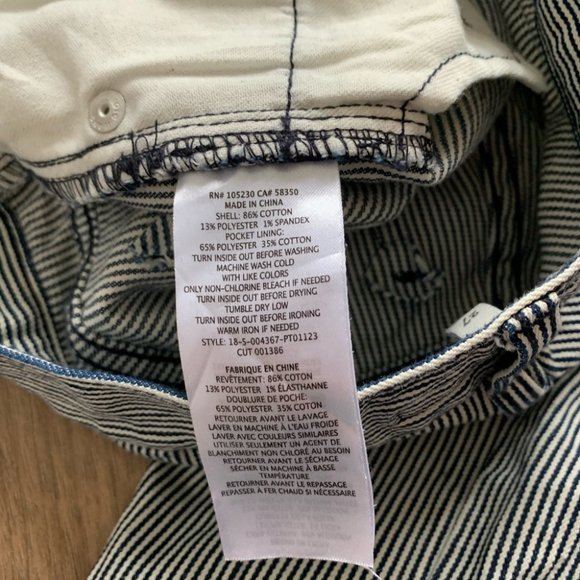 RN# 105230 CA# 58350
MADE IN CHINA
SHELL: 86% COTTON
13% POLYESTER 1% SPANDEX
POCKET LINING:
65% POLYESTER 35% COTTON
TURN INSIDE OUT BEFORE WASHING
MACHINE WASH COLD
WITH LIKE COLORS
ONLY NON-CHLORINE BLEACH IF NEEDED
TURN INSIDE OUT BEFORE DRYING
TUMBLE DRY LOW
TURN INSIDE OUT BEFORE IRONING
WARM IRON IF NEEDED
STYLE: 18-5-004367-PT01123
CUT 001386
FABRIQUE EN CHINE
REVÊTEMENT: 86% COTTON
13% POLYESTER 1% ÉLASTHANNE
DOUBLURE DE POCHE:
65% POLYESTER 35% COTON
RETOURNER AVANT LE LAVAGE
LAVER EN MACHINE À L'EAU FROIDE
LAVER AVEC COULEURS SIMILAIRES
UTILISER SEULEMENT UN AGENT DE
BLANCHIMENT NON CHLORÉ AU BESOIN
RETOURNER AVANT LE SÉCHAGE
SÉCHER EN MACHINE À BASSE
TEMPÉRATURE
RETOURNER AVANT DE REPASSER
REPASSER À FER CHAUD SI NÉCESSAIRE